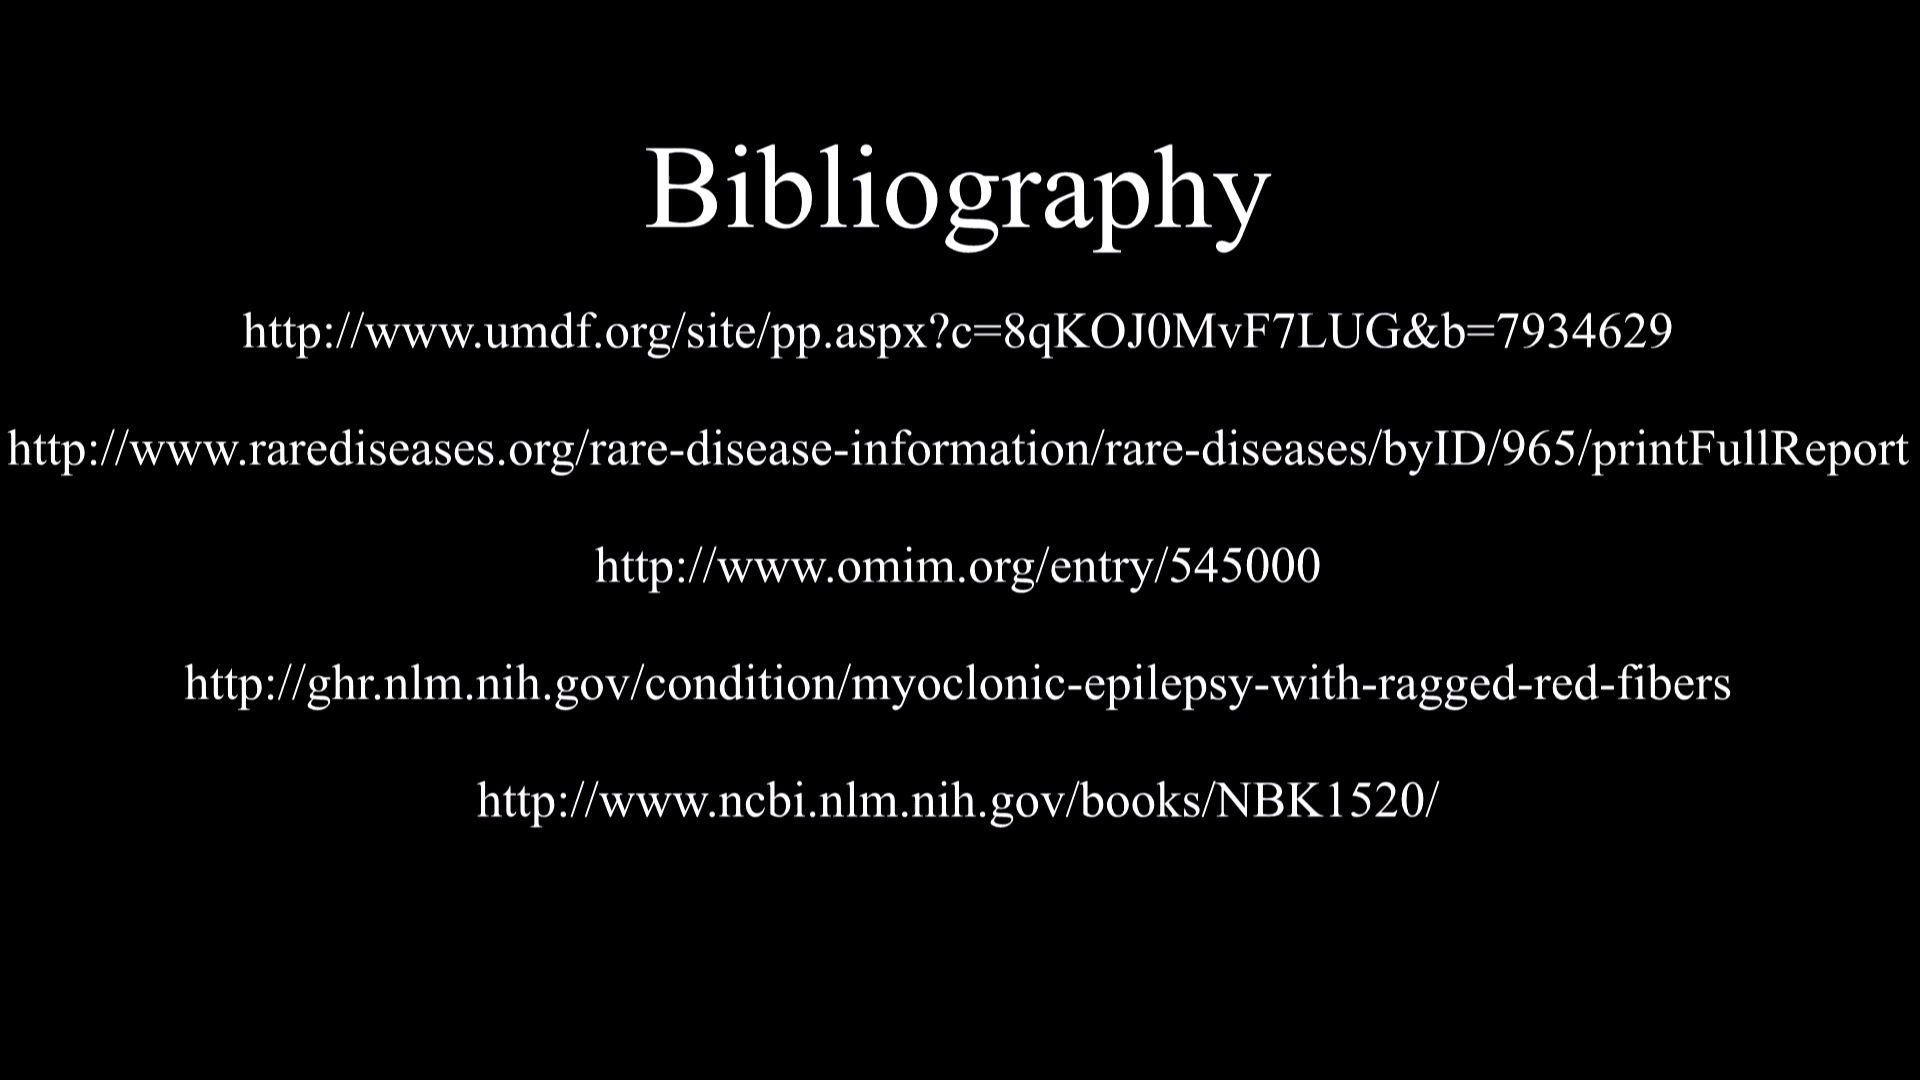 Bibliography
http://www.umdf.org/site/pp.aspx?c=8qKOJ0MvF7LUG&b=7934629
http://www.rarediseases.org/rare-disease-information/rare-diseases/byID/965/printFullReport
http://www.omim.org/entry/545000
http://ghr.nlm.nih.gov/condition/myoclonic-epilepsy-with-ragged-red-fibers
http://www.ncbi.nlm.nih.gov/books/NBK1520/